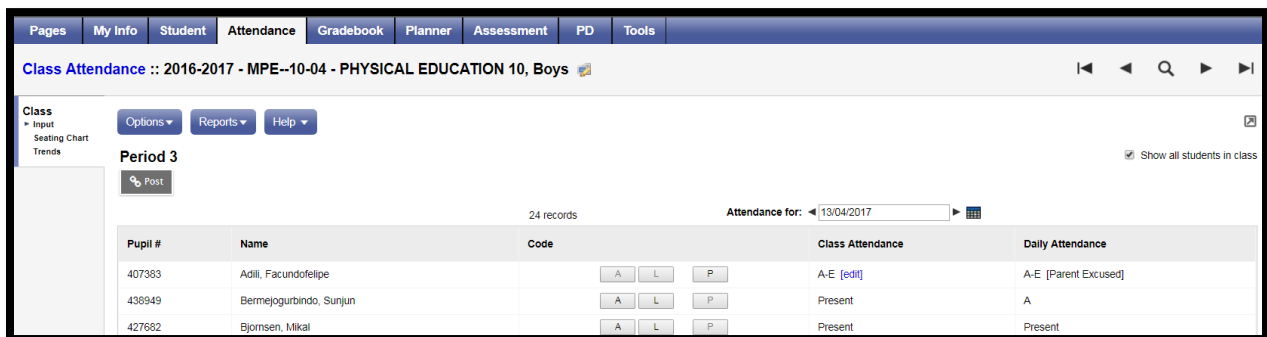 Pages My Info Student Attendance Gradebook Planner Assessment PD Tools
Class Attendance :: 2016-2017 - MPE--10-04 - PHYSICAL EDUCATION 10, Boys
Class
Input
Seating Chart
Trends
Options Reports Help
Period 3
Show all students in class
Post
24 records Attendance for: 13/04/2017
Pupil # Name Code Class Attendance Daily Attendance
407383 Adili, Facundofelipe A L P A-E [edit] A-E [Parent Excused]
438949 Bermejogurbindo, Sunjun A L P Present A
427682 Bjornsen, Mikal A L P Present Present